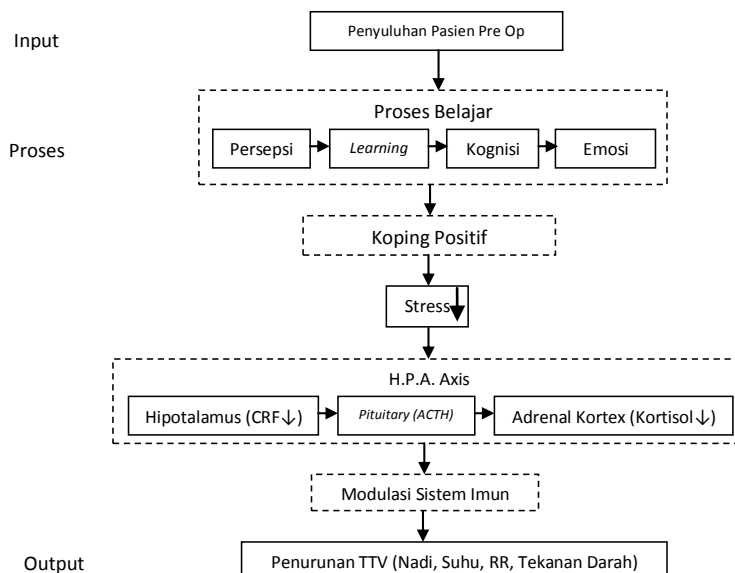 Input
Penyuluhan Pasien Pre Op
Proses
Proses Belajar
Persepsi
Learning
Kognisi
Emosi
Koping Positif
Stress
H.P.A. Axis
Hipotalamus (CRF↓)
Pituitary (ACTH)
Adrenal Kortex (Kortisol↓)
Modulasi Sistem Imun
Output
Penurunan TTV (Nadi, Suhu, RR, Tekanan Darah)